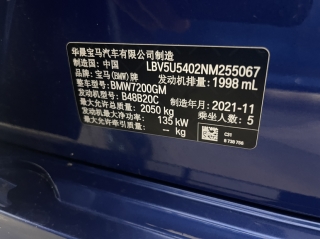 华晨宝马汽车有限公司制造
制造国: 中国 LBV5U5402NM255067
品牌: 宝马(BMW)牌 发动机排量: 1998 mL
整车型号: BMW7200GM
发动机型号: B48B20C 制造年月: 2021-11
最大允许总质量: 2050 kg 乘坐人数: 5
发动机最大净功率: 135 kW
最大允许牵引质量: -- kg